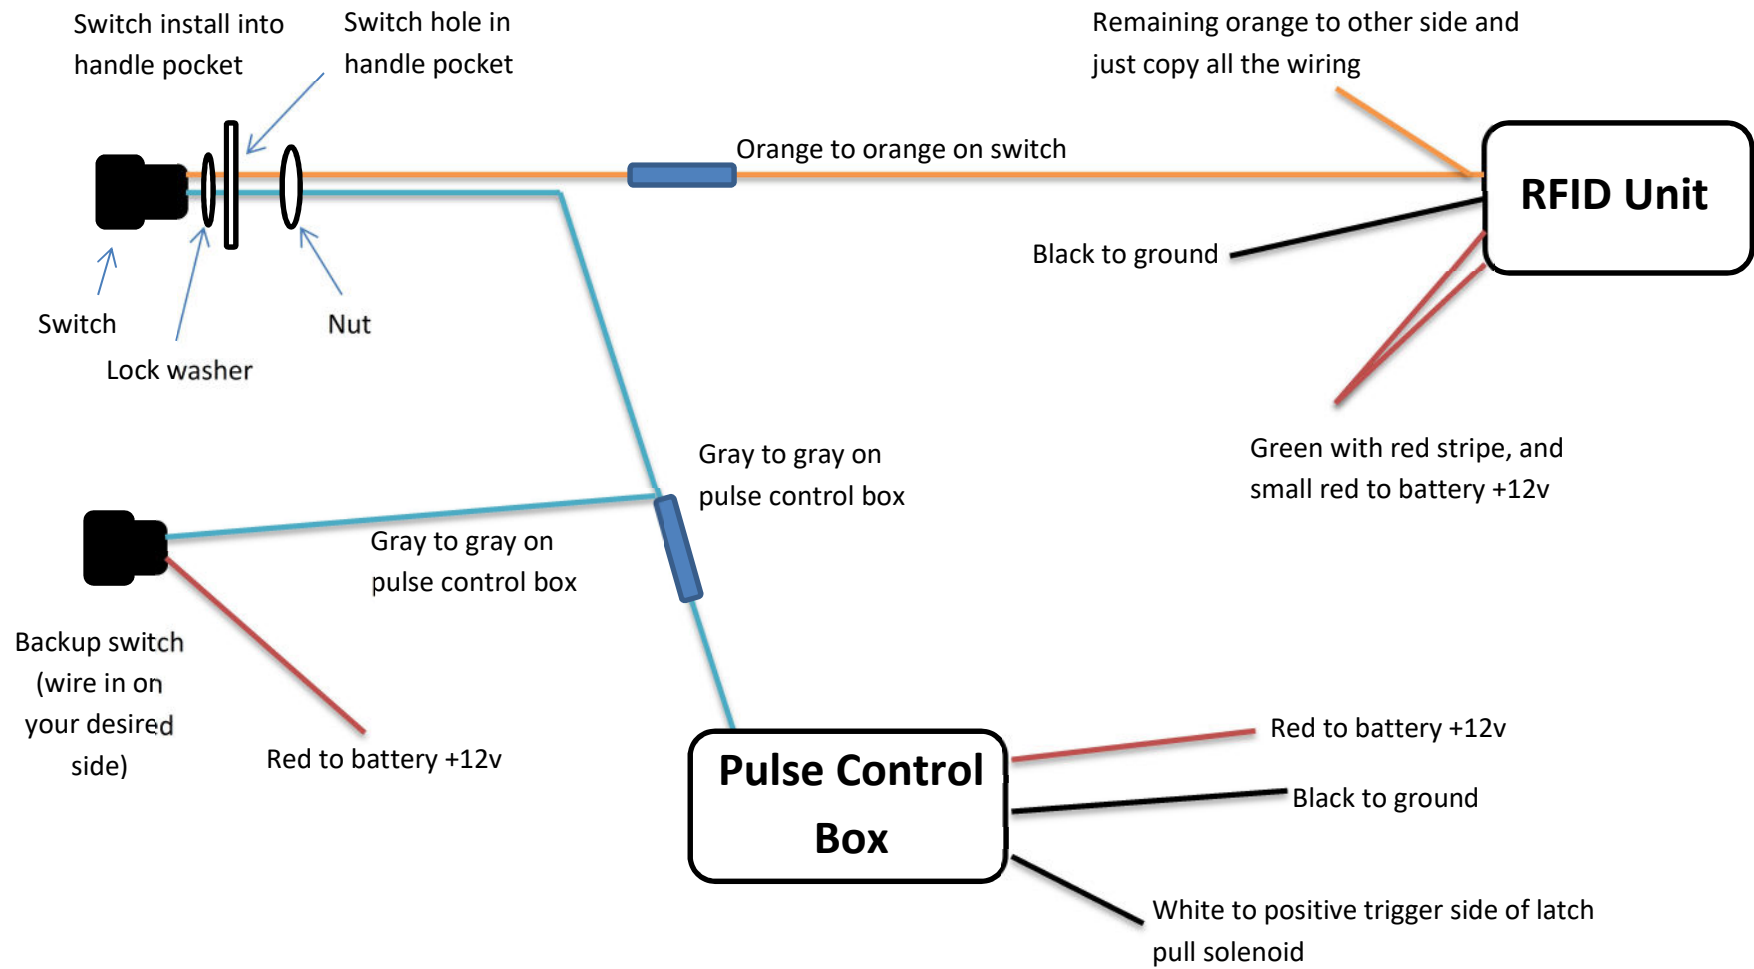 Switch install into
handle pocket
Switch hole in
handle pocket
Remaining orange to other side and
just copy all the wiring
Orange to orange on switch
RFID Unit
Black to ground
Switch
Nut
Lock washer
Green with red stripe, and
small red to battery +12v
Gray to gray on
pulse control box
Gray to gray on
pulse control box
Backup switch
(wire in on
your desired
side)
Red to battery +12v
Pulse Control
Box
Red to battery +12v
Black to ground
White to positive trigger side of latch
pull solenoid